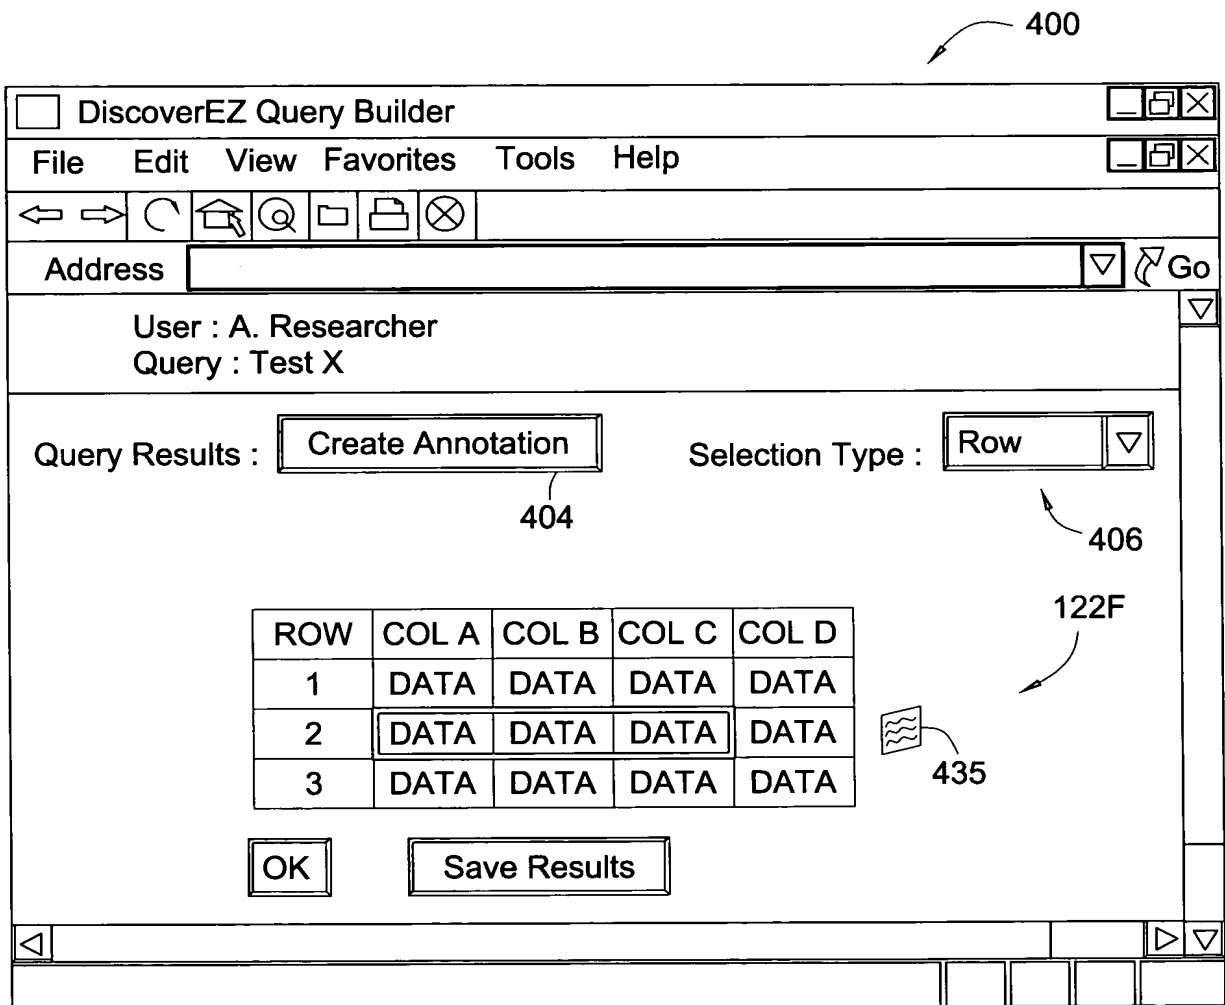 400
DiscoverEZ Query Builder
File Edit View Favorites Tools Help
Address Go
User : A. Researcher
Query : Test X
Query Results : Create Annotation Selection Type : Row
404
406
122F
ROW COL A COL B COL C COL D
1 DATA DATA DATA DATA
2 DATA DATA DATA DATA
435
3 DATA DATA DATA DATA
OK Save Results